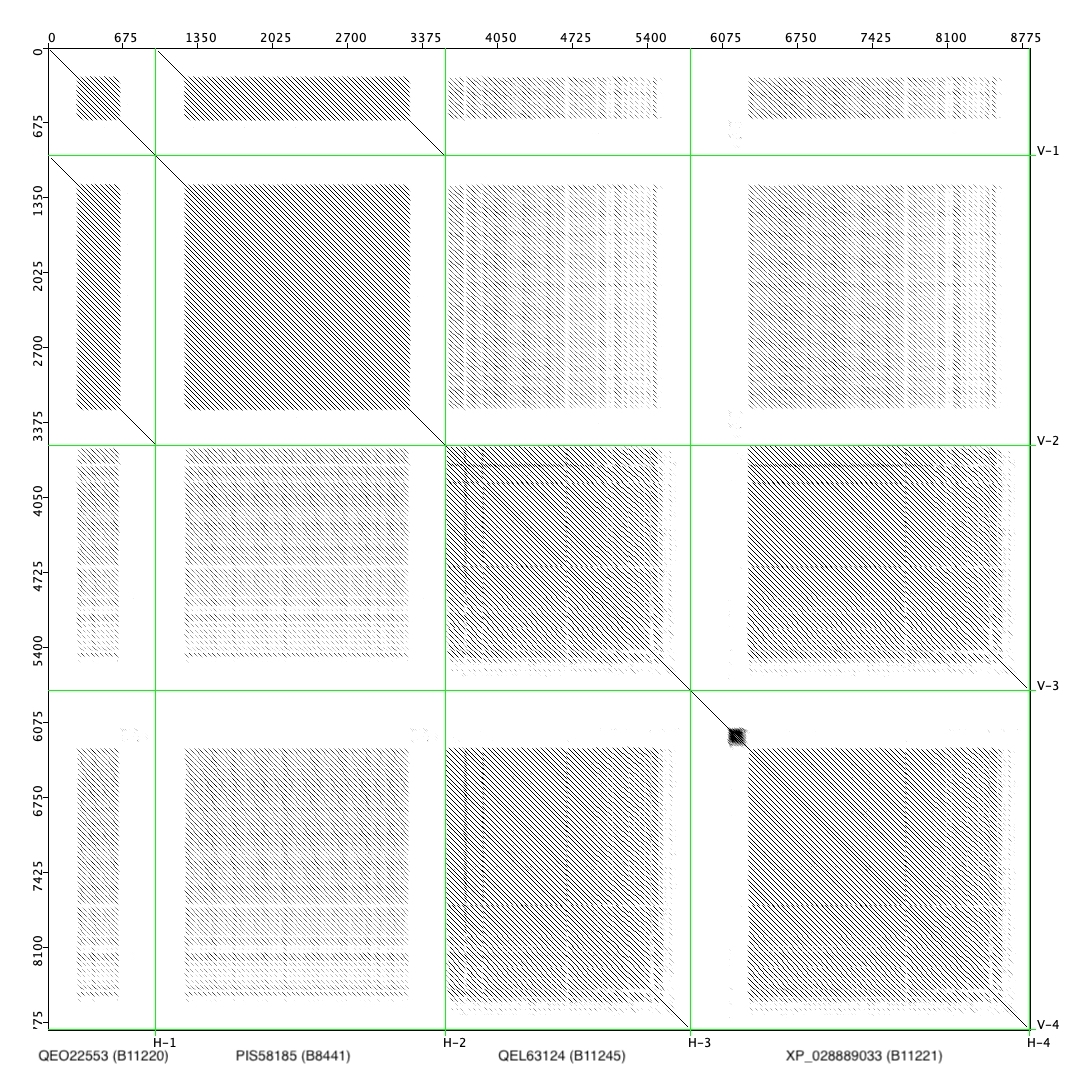 0 675 1350 2025 2700 3375 4050 4725 5400 6075 6750 7425 8100 8775
0
675
V-1
1350
2025
2700
3375
V-2
4050
4725
5400
V-3
6075
6750
7425
8100
775
V-4
H-1 H-2 H-3 H-4
QEO22553 (B11220) PIS58185 (B8441) QEL63124 (B11245) XP_028889033 (B11221)